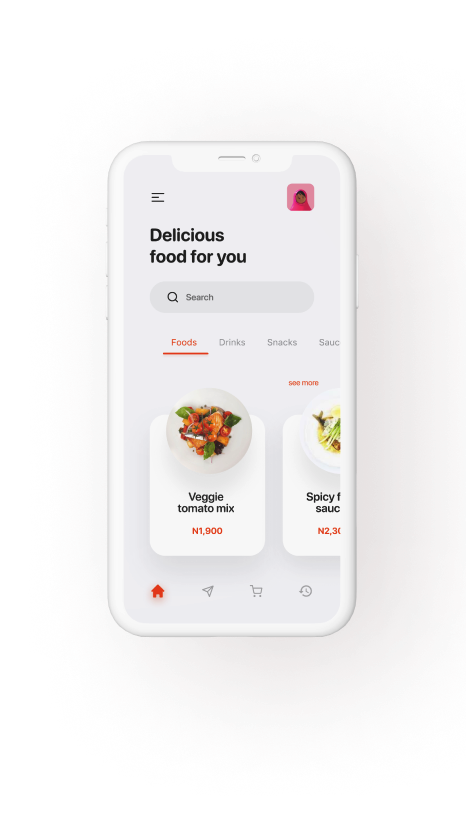 Delicious
food for you
Search
Foods Drinks Snacks Sauc
see more
Veggie
tomato mix
N1,900
Spicy f
sauc
N2,30